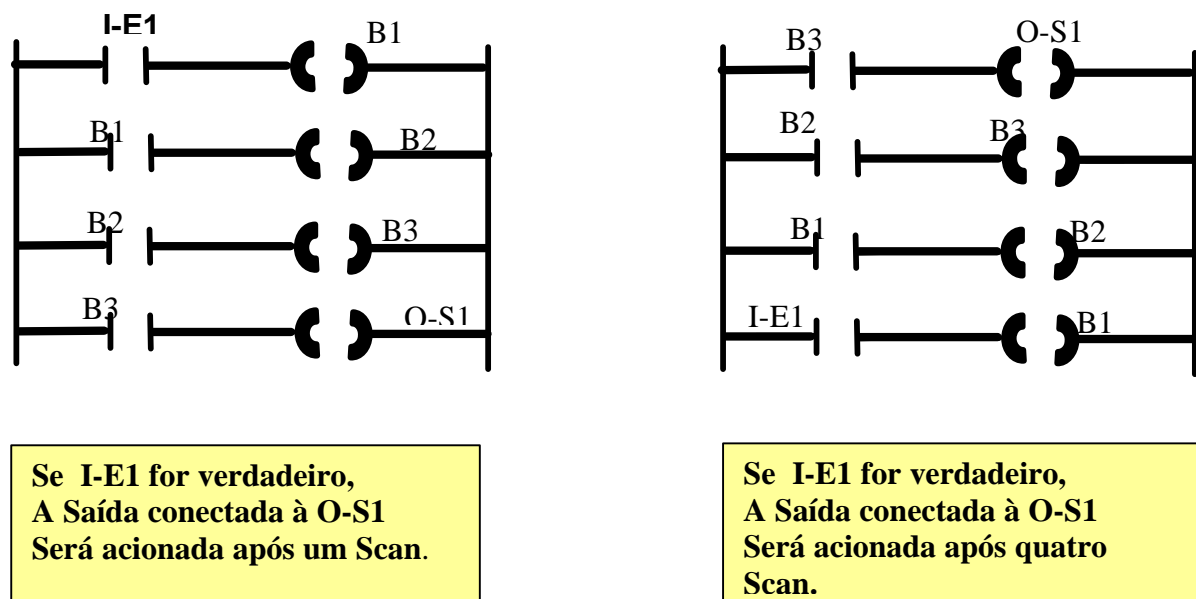 I-E1
B1
B1
B2
B2
B3
B3
O-S1
Se I-E1 for verdadeiro,
A Saída conectada à O-S1
Será acionada após um Scan.
B3
O-S1
B2
B3
B1
B2
I-E1
B1
Se I-E1 for verdadeiro,
A Saída conectada à O-S1
Será acionada após quatro
Scan.